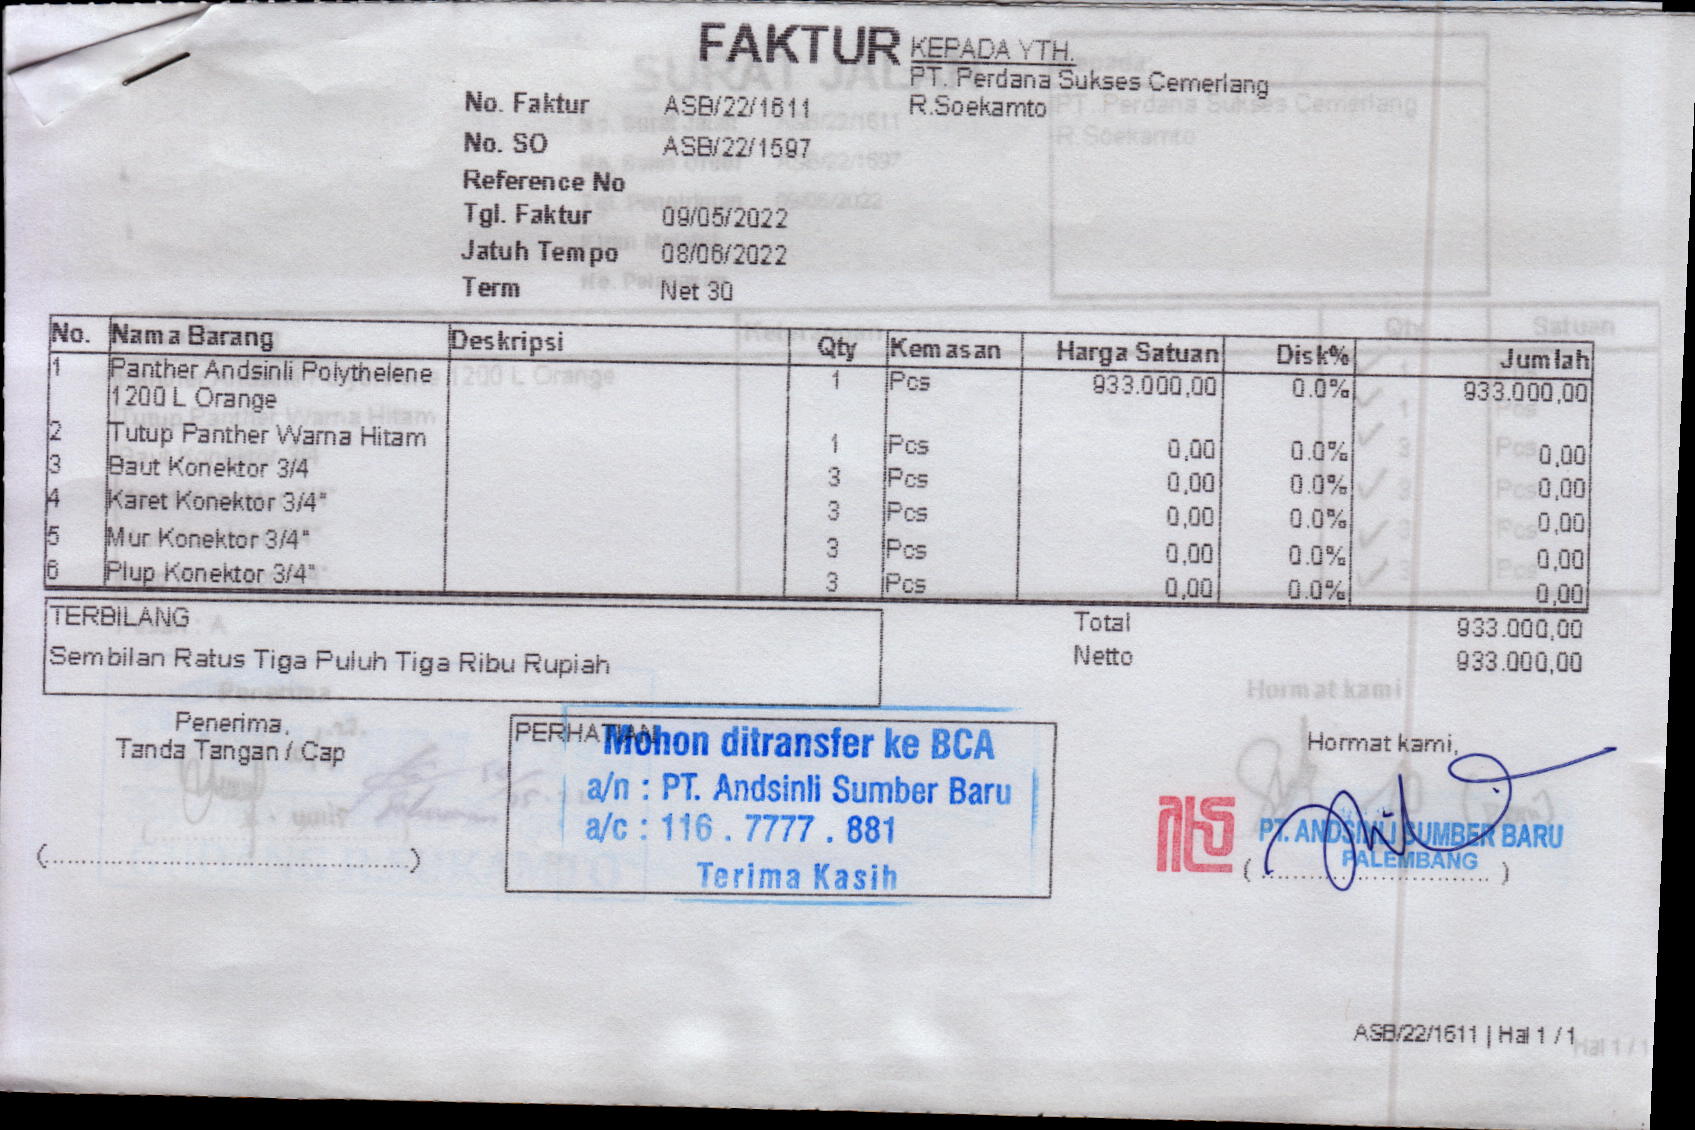 FAKTUR
KEPADA YTH.
PT. Perdana Sukses Cemerlang
R.Soekamto
No. Faktur ASB/22/1611
No. SO ASB/22/1597
Reference No
Tgl. Faktur 09/05/2022
Jatuh Tempo 08/06/2022
Term Net 30
No. Nama Barang Deskripsi Qty Kemasan Harga Satuan Disk% Jumlah
1 Panther Andsinli Polythelene 1 Pcs 933.000,00 0.0% 933.000,00
1200 L Orange
2 Tutup Panther Warna Hitam 1 Pcs 0,00 0.0% 0,00
3 Baut Konektor 3/4 3 Pcs 0,00 0.0% 0,00
4 Karet Konektor 3/4" 3 Pcs 0,00 0.0% 0,00
5 Mur Konektor 3/4" 3 Pcs 0,00 0.0% 0,00
6 Plup Konektor 3/4" 3 Pcs 0,00 0.0% 0,00
TERBILANG
Sembilan Ratus Tiga Puluh Tiga Ribu Rupiah
Total 933.000,00
Netto 933.000,00
Penerima,
Tanda Tangan / Cap
(..........................................................)
PERHATIAN
Mohon ditransfer ke BCA
a/n : PT. Andsinli Sumber Baru
a/c : 116 . 7777 . 881
Terima Kasih
Hormat kami,
PT. ANDSINLI SUMBER BARU
PALEMBANG
(....................................)
ASB/22/1611 | Hal 1 / 1